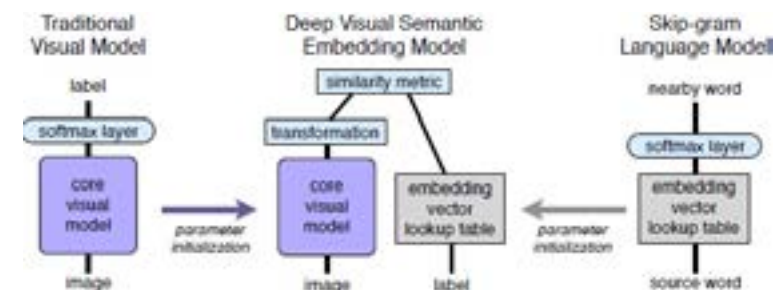 Traditional
Visual Model
label
softmax layer
core
visual
model
image
parameter
initialization
Deep Visual Semantic
Embedding Model
similarity metric
transformation
core
visual
model
image
embedding
vector
lookup table
label
parameter
initialization
Skip-gram
Language Model
nearby word
softmax layer
embedding
vector
lookup table
source word